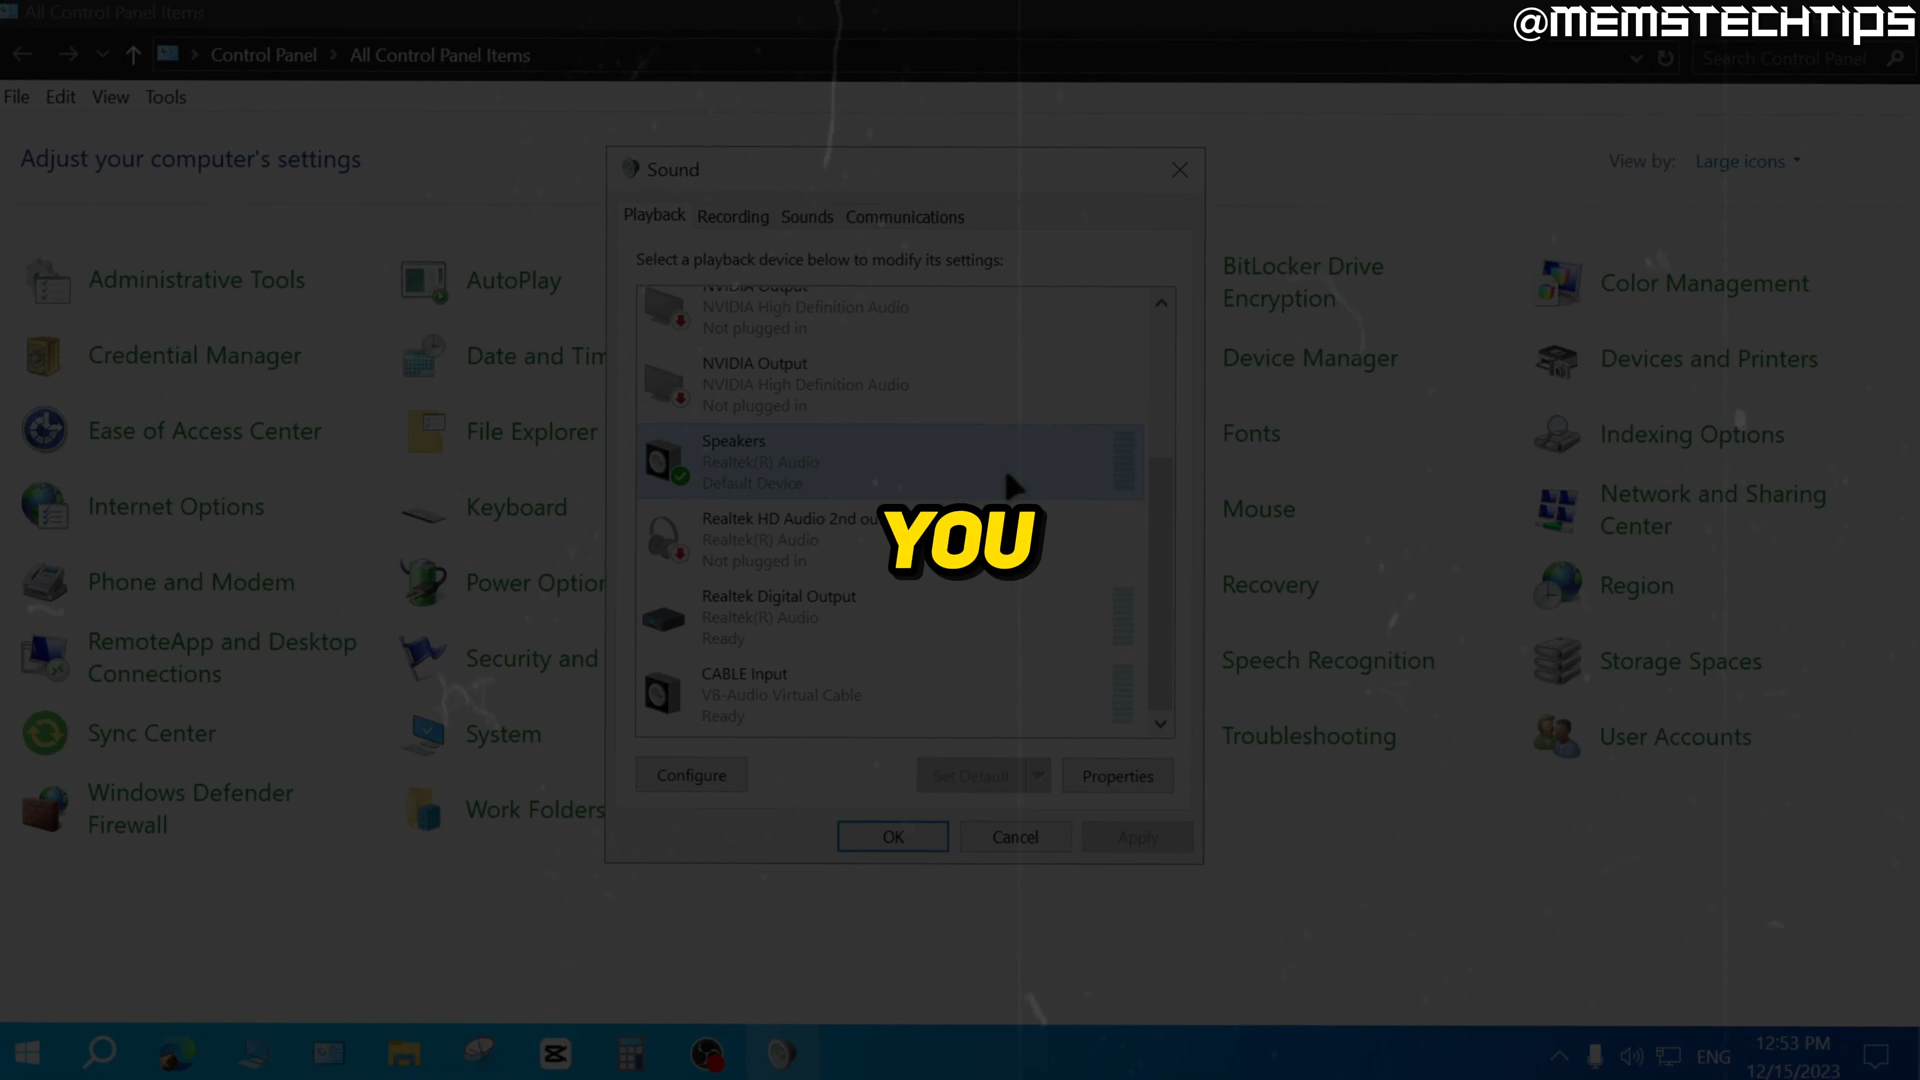 All Control Panel Items
@MEMSTECHTIPS
Control Panel > All Control Panel Items
Search Control Panel
File Edit View Tools
Adjust your computer's settings
View by: Large icons
Sound
Playback Recording Sounds Communications
Select a playback device below to modify its settings:
NVIDIA Output
NVIDIA High Definition Audio
Not plugged in
NVIDIA Output
NVIDIA High Definition Audio
Not plugged in
Speakers
Realtek(R) Audio
Default Device
Realtek HD Audio 2nd ou
Realtek(R) Audio
Not plugged in
Realtek Digital Output
Realtek(R) Audio
Ready
CABLE Input
VB-Audio Virtual Cable
Ready
Configure
Set Default
Properties
OK
Cancel
Apply
YOU
Administrative Tools
AutoPlay
BitLocker Drive
Encryption
Color Management
Credential Manager
Date and Tim
Device Manager
Devices and Printers
Ease of Access Center
File Explorer
Fonts
Indexing Options
Internet Options
Keyboard
Mouse
Network and Sharing
Center
Phone and Modem
Power Option
Recovery
Region
RemoteApp and Desktop
Connections
Security and
Speech Recognition
Storage Spaces
Sync Center
System
Troubleshooting
User Accounts
Windows Defender
Firewall
Work Folders
ENG
12:53 PM
12/15/2023